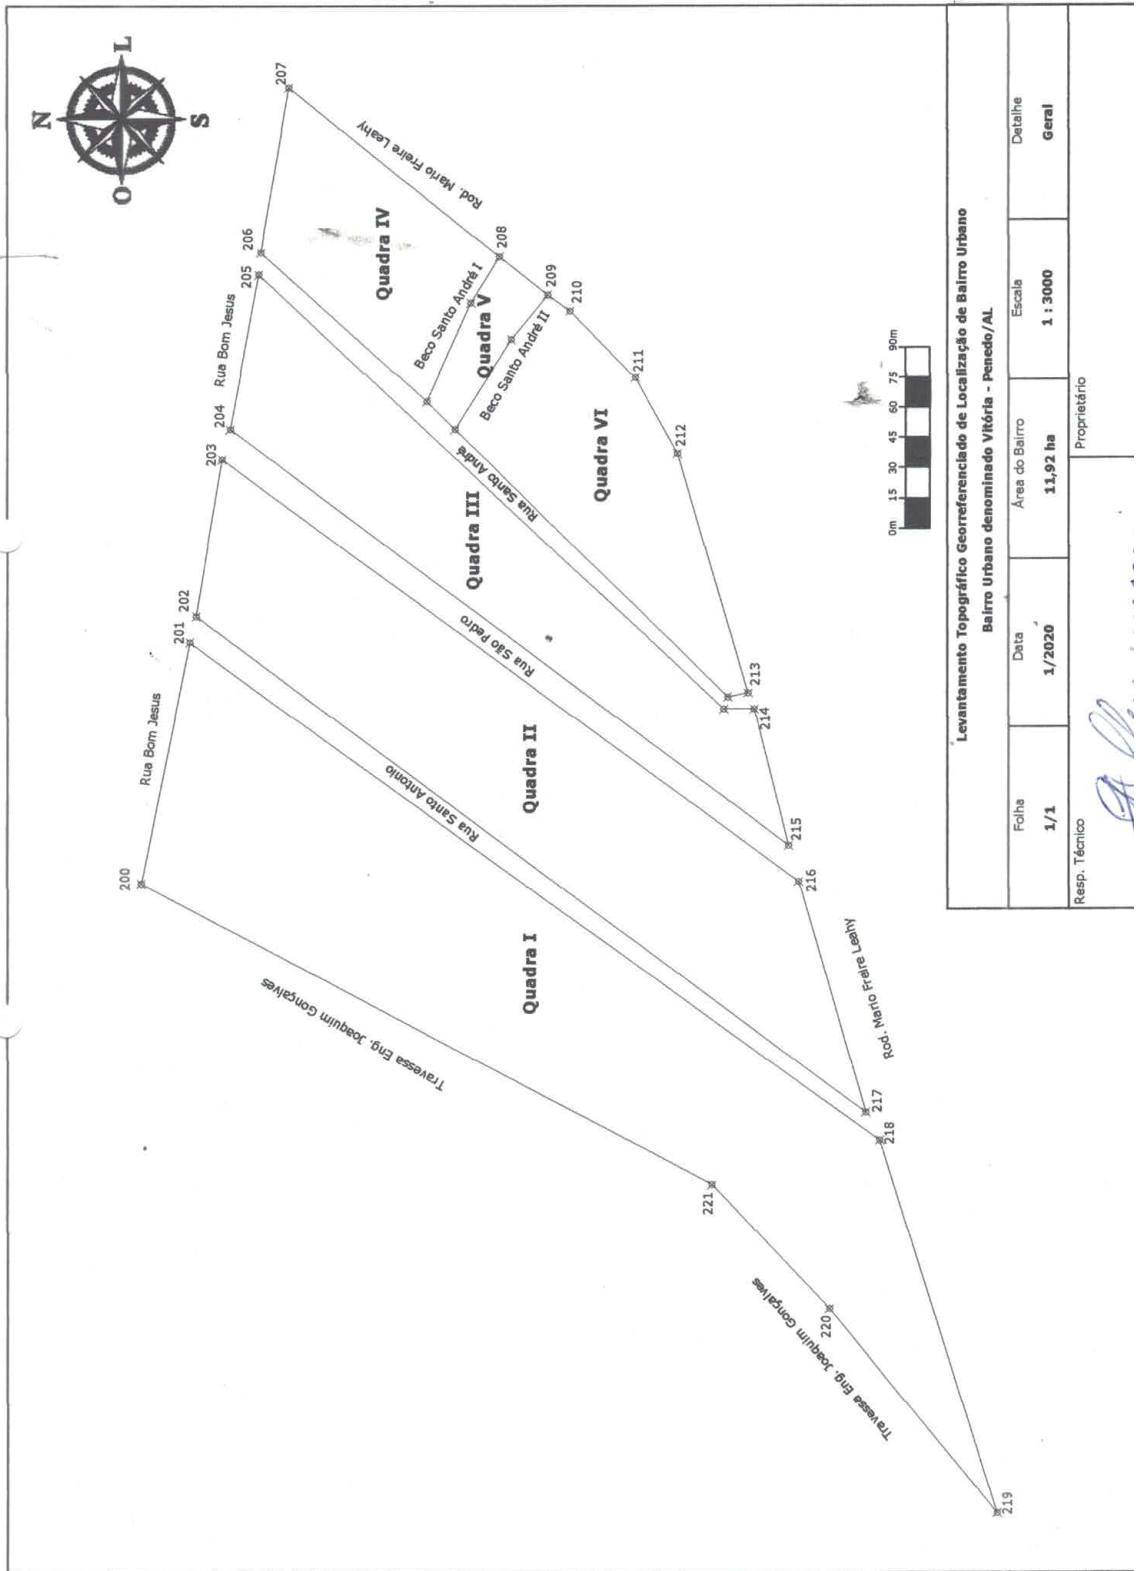 N
O
L
S
200
Rua Bom Jesus
201
202
203
204
Rua Bom Jesus
205
206
207
Travessa Eng. Joaquim Gonçalves
Quadra I
Rua Santo Antonio
Quadra II
Rua São Pedro
Quadra III
Rua Santo André
Quadra IV
Rod. Mario Freire Leahy
Beco Santo André I
Quadra V
Beco Santo André II
208
209
210
Quadra VI
211
212
213
214
215
216
Rod. Mario Freire Leahy
217
218
221
220
Travessa Eng. Joaquim Gonçalves
219
0m 15 30 45 60 75 90m
Levantamento Topográfico Georreferenciado de Localização de Bairro Urbano
Bairro Urbano denominado Vitória - Penedo/AL
Folha Data Área do Bairro Escala Detalhe
1/1 1/2020 11,92 ha 1 : 3000 Geral
Resp. Técnico Proprietário